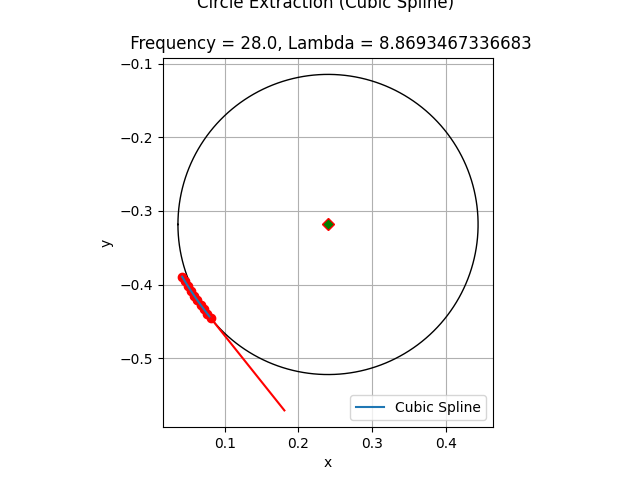 Circle Extraction (Cubic Spline)
Frequency = 28.0, Lambda = 8.8693467336683
−0.1
−0.2
−0.3
−0.4
−0.5
y
0.1 0.2 0.3 0.4
x
Cubic Spline